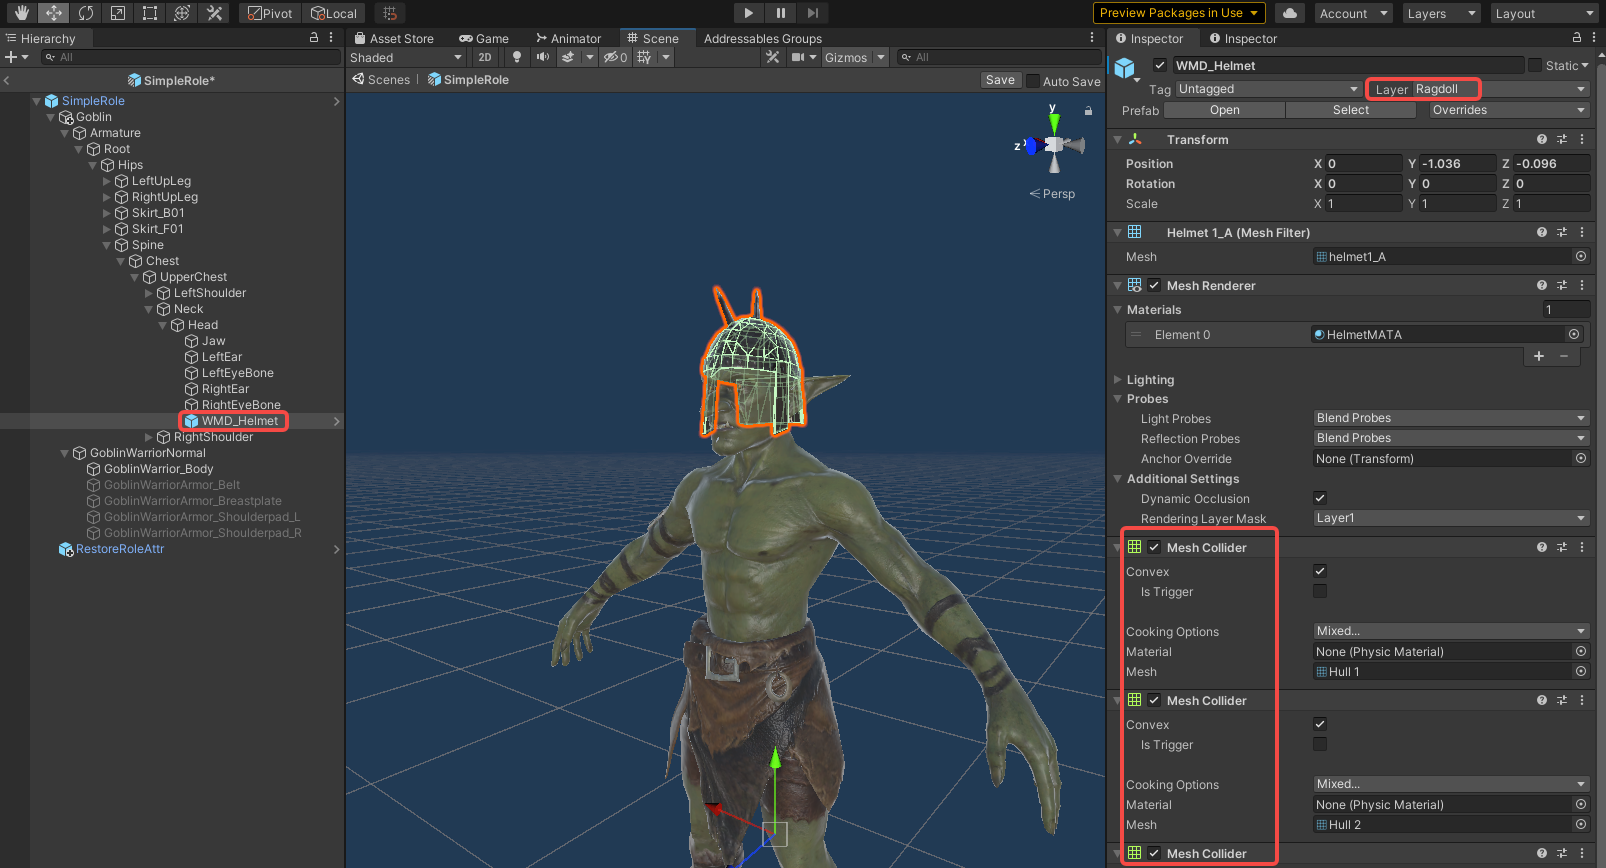 Pivot Local Preview Packages in Use Account Layers Layout
Hierarchy
All
SimpleRole*
SimpleRole
Goblin
Armature
Root
Hips
LeftUpLeg
RightUpLeg
Skirt_B01
Skirt_F01
Spine
Chest
UpperChest
LeftShoulder
Neck
Head
Jaw
LeftEar
LeftEyeBone
RightEar
RightEyeBone
WMD_Helmet
RightShoulder
GoblinWarriorNormal
GoblinWarrior_Body
GoblinWarriorArmor_Belt
GoblinWarriorArmor_Breastplate
GoblinWarriorArmor_Shoulderpad_L
GoblinWarriorArmor_Shoulderpad_R
RestoreRoleAttr
Asset Store Game Animator Scene Addressables Groups
Shaded 2D 0 Gizmos All
Scenes SimpleRole Save Auto Save
y
z
Persp
Inspector Inspector
WMD_Helmet Static
Tag Untagged Layer Ragdoll
Prefab Open Select Overrides
Transform
Position X 0 Y -1.036 Z -0.096
Rotation X 0 Y 0 Z 0
Scale X 1 Y 1 Z 1
Helmet 1_A (Mesh Filter)
Mesh helmet1_A
Mesh Renderer
Materials 1
Element 0 HelmetMATA
Lighting
Probes
Light Probes Blend Probes
Reflection Probes Blend Probes
Anchor Override None (Transform)
Additional Settings
Dynamic Occlusion
Rendering Layer Mask Layer1
Mesh Collider
Convex
Is Trigger
Cooking Options Mixed...
Material None (Physic Material)
Mesh Hull 1
Mesh Collider
Convex
Is Trigger
Cooking Options Mixed...
Material None (Physic Material)
Mesh Hull 2
Mesh Collider